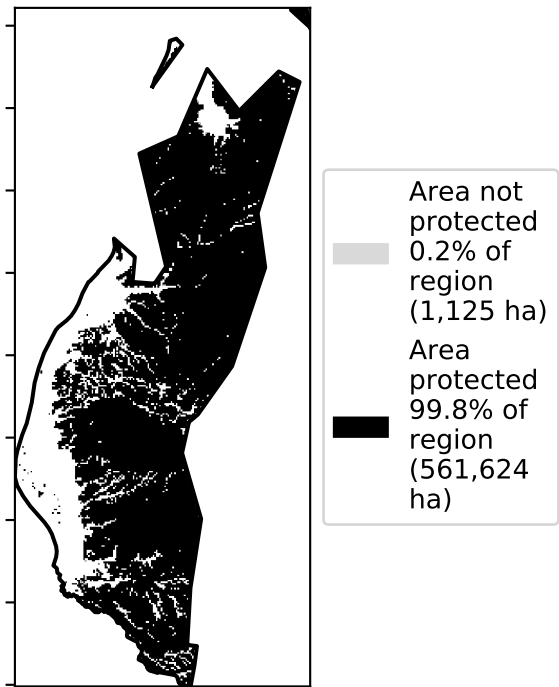 Area not
protected
0.2% of
region
(1,125 ha)
Area
protected
99.8% of
region
(561,624
ha)